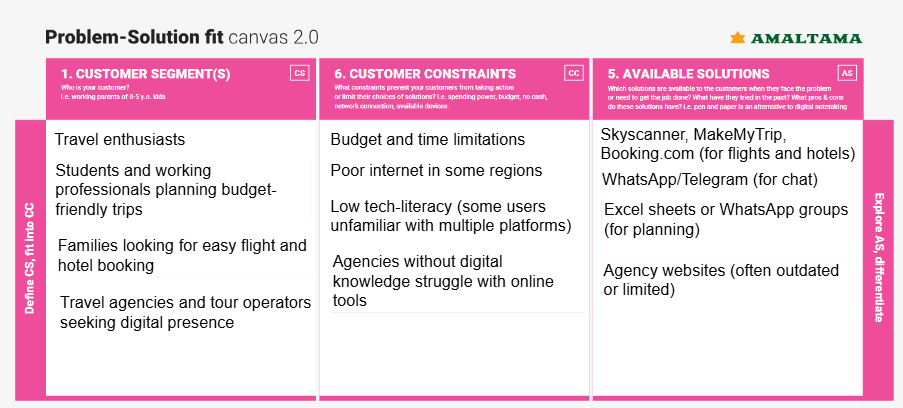 Problem-Solution fit canvas 2.0
AMALTAMA
1. CUSTOMER SEGMENT(S)
CS
Who is your customer?
i.e. working parents of 0-5 y.o. kids
6. CUSTOMER CONSTRAINTS
CC
What constraints prevent your customers from taking action
or limit their choices of solutions? i.e. spending power, budget, no cash,
network connection, available devices.
5. AVAILABLE SOLUTIONS
AS
Which solutions are available to the customers when they face the problem
or need to get the job done? What have they tried in the past? What pros & cons
do these solutions have? i.e. pen and paper is an alternative to digital notetaking
Define CS, fit into CC
Travel enthusiasts
Students and working
professionals planning budget-
friendly trips
Families looking for easy flight and
hotel booking
Travel agencies and tour operators
seeking digital presence
Budget and time limitations
Poor internet in some regions
Low tech-literacy (some users
unfamiliar with multiple platforms)
Agencies without digital
knowledge struggle with online
tools
Skyscanner, MakeMyTrip,
Booking.com (for flights and hotels)
WhatsApp/Telegram (for chat)
Excel sheets or WhatsApp groups
(for planning)
Agency websites (often outdated
or limited)
Explore AS, differentiate